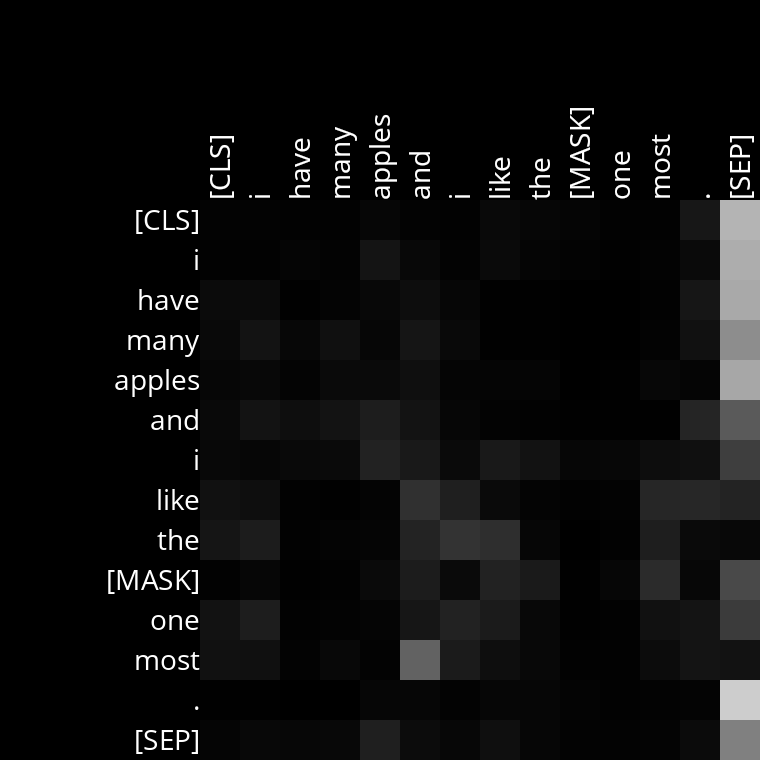 [CLS] i have many apples and i like the [MASK] one most . [SEP]
[CLS]
i
have
many
apples
and
i
like
the
[MASK]
one
most
.
[SEP]